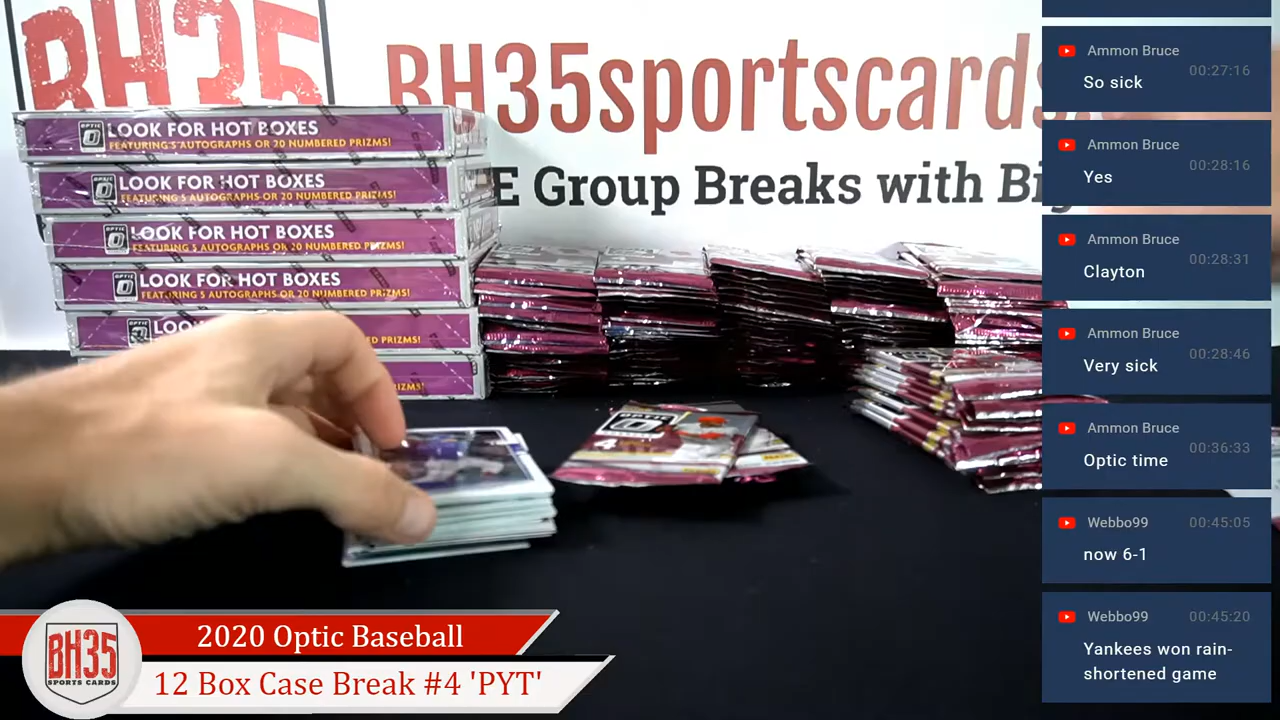 BH35
BH35sportscards.
E Group Breaks with Big
LOOK FOR HOT BOXES
FEATURING 5 AUTOGRAPHS OR 20 NUMBERED PRIZMS!
LOOK FOR HOT BOXES
FEATURING 5 AUTOGRAPHS OR 20 NUMBERED PRIZMS!
LOOK FOR HOT BOXES
FEATURING 5 AUTOGRAPHS OR 20 NUMBERED PRIZMS!
LOOK FOR HOT BOXES
FEATURING 5 AUTOGRAPHS OR 20 NUMBERED PRIZMS!
OPTIC
4
Ammon Bruce 00:27:16
So sick
Ammon Bruce 00:28:16
Yes
Ammon Bruce 00:28:31
Clayton
Ammon Bruce 00:28:46
Very sick
Ammon Bruce 00:36:33
Optic time
Webbo99 00:45:05
now 6-1
Webbo99 00:45:20
Yankees won rain-
shortened game
BH35
SPORTS CARDS
2020 Optic Baseball
12 Box Case Break #4 'PYT'